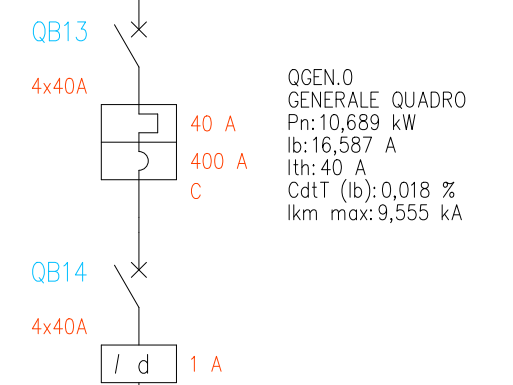 QB13
4x40A
40 A
400 A
C
QGEN.0
GENERALE QUADRO
Pn:10,689 kW
Ib:16,587 A
Ith:40 A
CdtT (Ib):0,018 %
Ikm max:9,555 kA
QB14
4x40A
I d
1 A